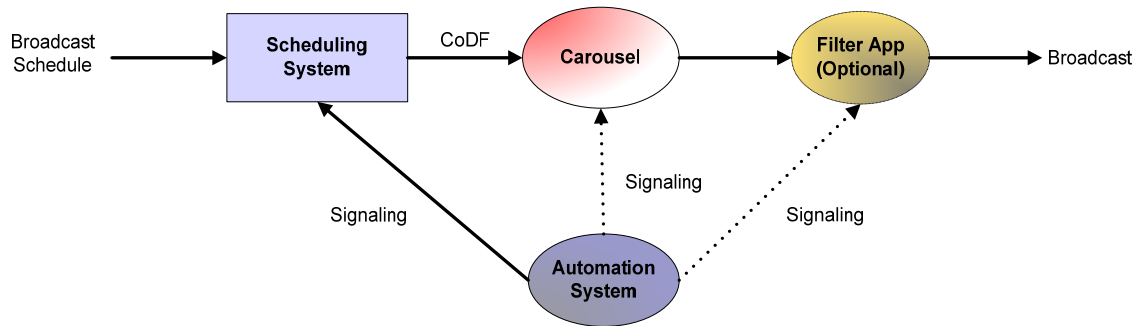 Broadcast
Schedule
Scheduling
System
CoDF
Carousel
Filter App
(Optional)
Broadcast
Signaling
Signaling
Signaling
Automation
System